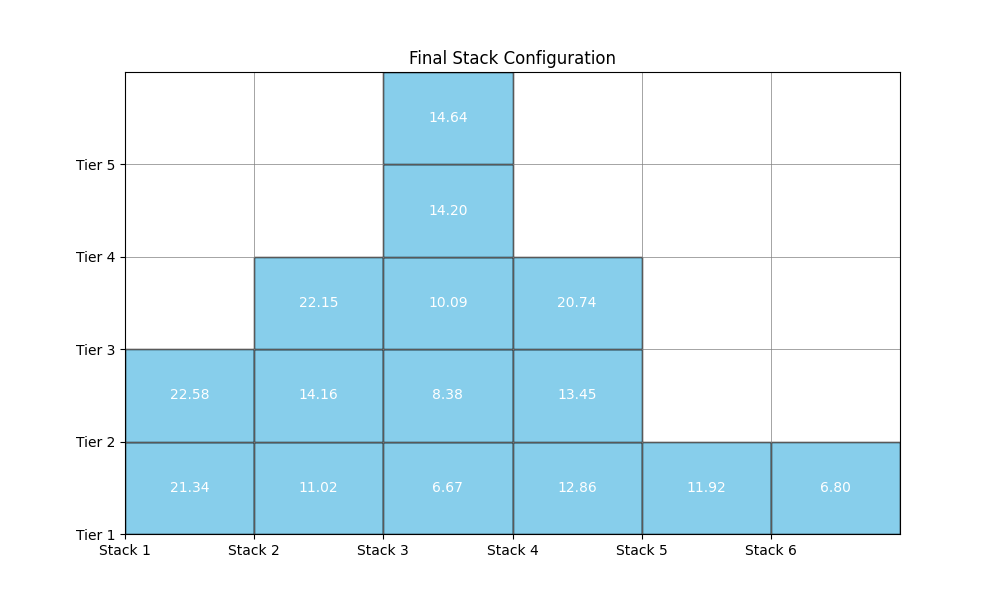 Final Stack Configuration
14.64
Tier 5
14.20
Tier 4
22.15 10.09 20.74
Tier 3
22.58 14.16 8.38 13.45
Tier 2
21.34 11.02 6.67 12.86 11.92 6.80
Tier 1
Stack 1 Stack 2 Stack 3 Stack 4 Stack 5 Stack 6